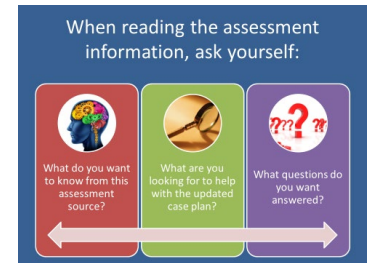 When reading the assessment
information, ask yourself:
What do you want
to know from this
assessment
source?
What are you
looking for to help
with the updated
case plan?
What questions do
you want
answered?